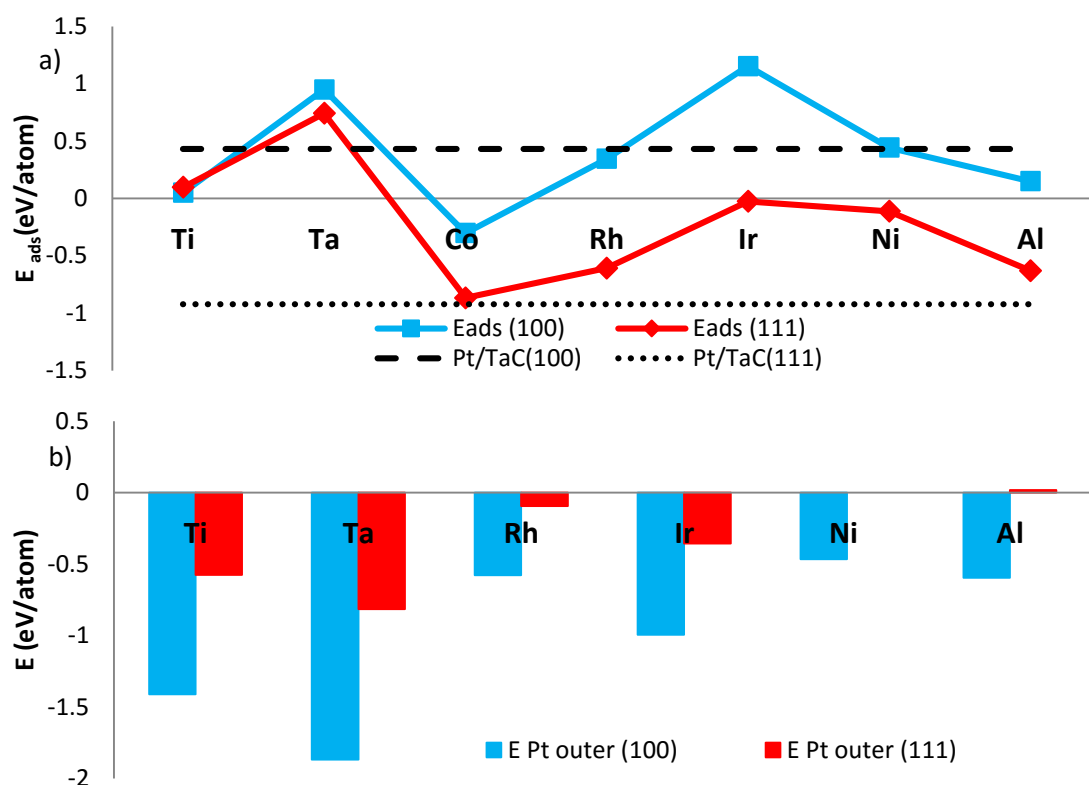 a)
1.5
1
0.5
0
-0.5
-1
-1.5
E ads (eV/atom)
Ti Ta Co Rh Ir Ni Al
Eads (100) Eads (111)
Pt/TaC(100) Pt/TaC(111)
b)
0.5
0
-0.5
-1
-1.5
-2
E (eV/atom)
Ti Ta Rh Ir Ni Al
E Pt outer (100) E Pt outer (111)